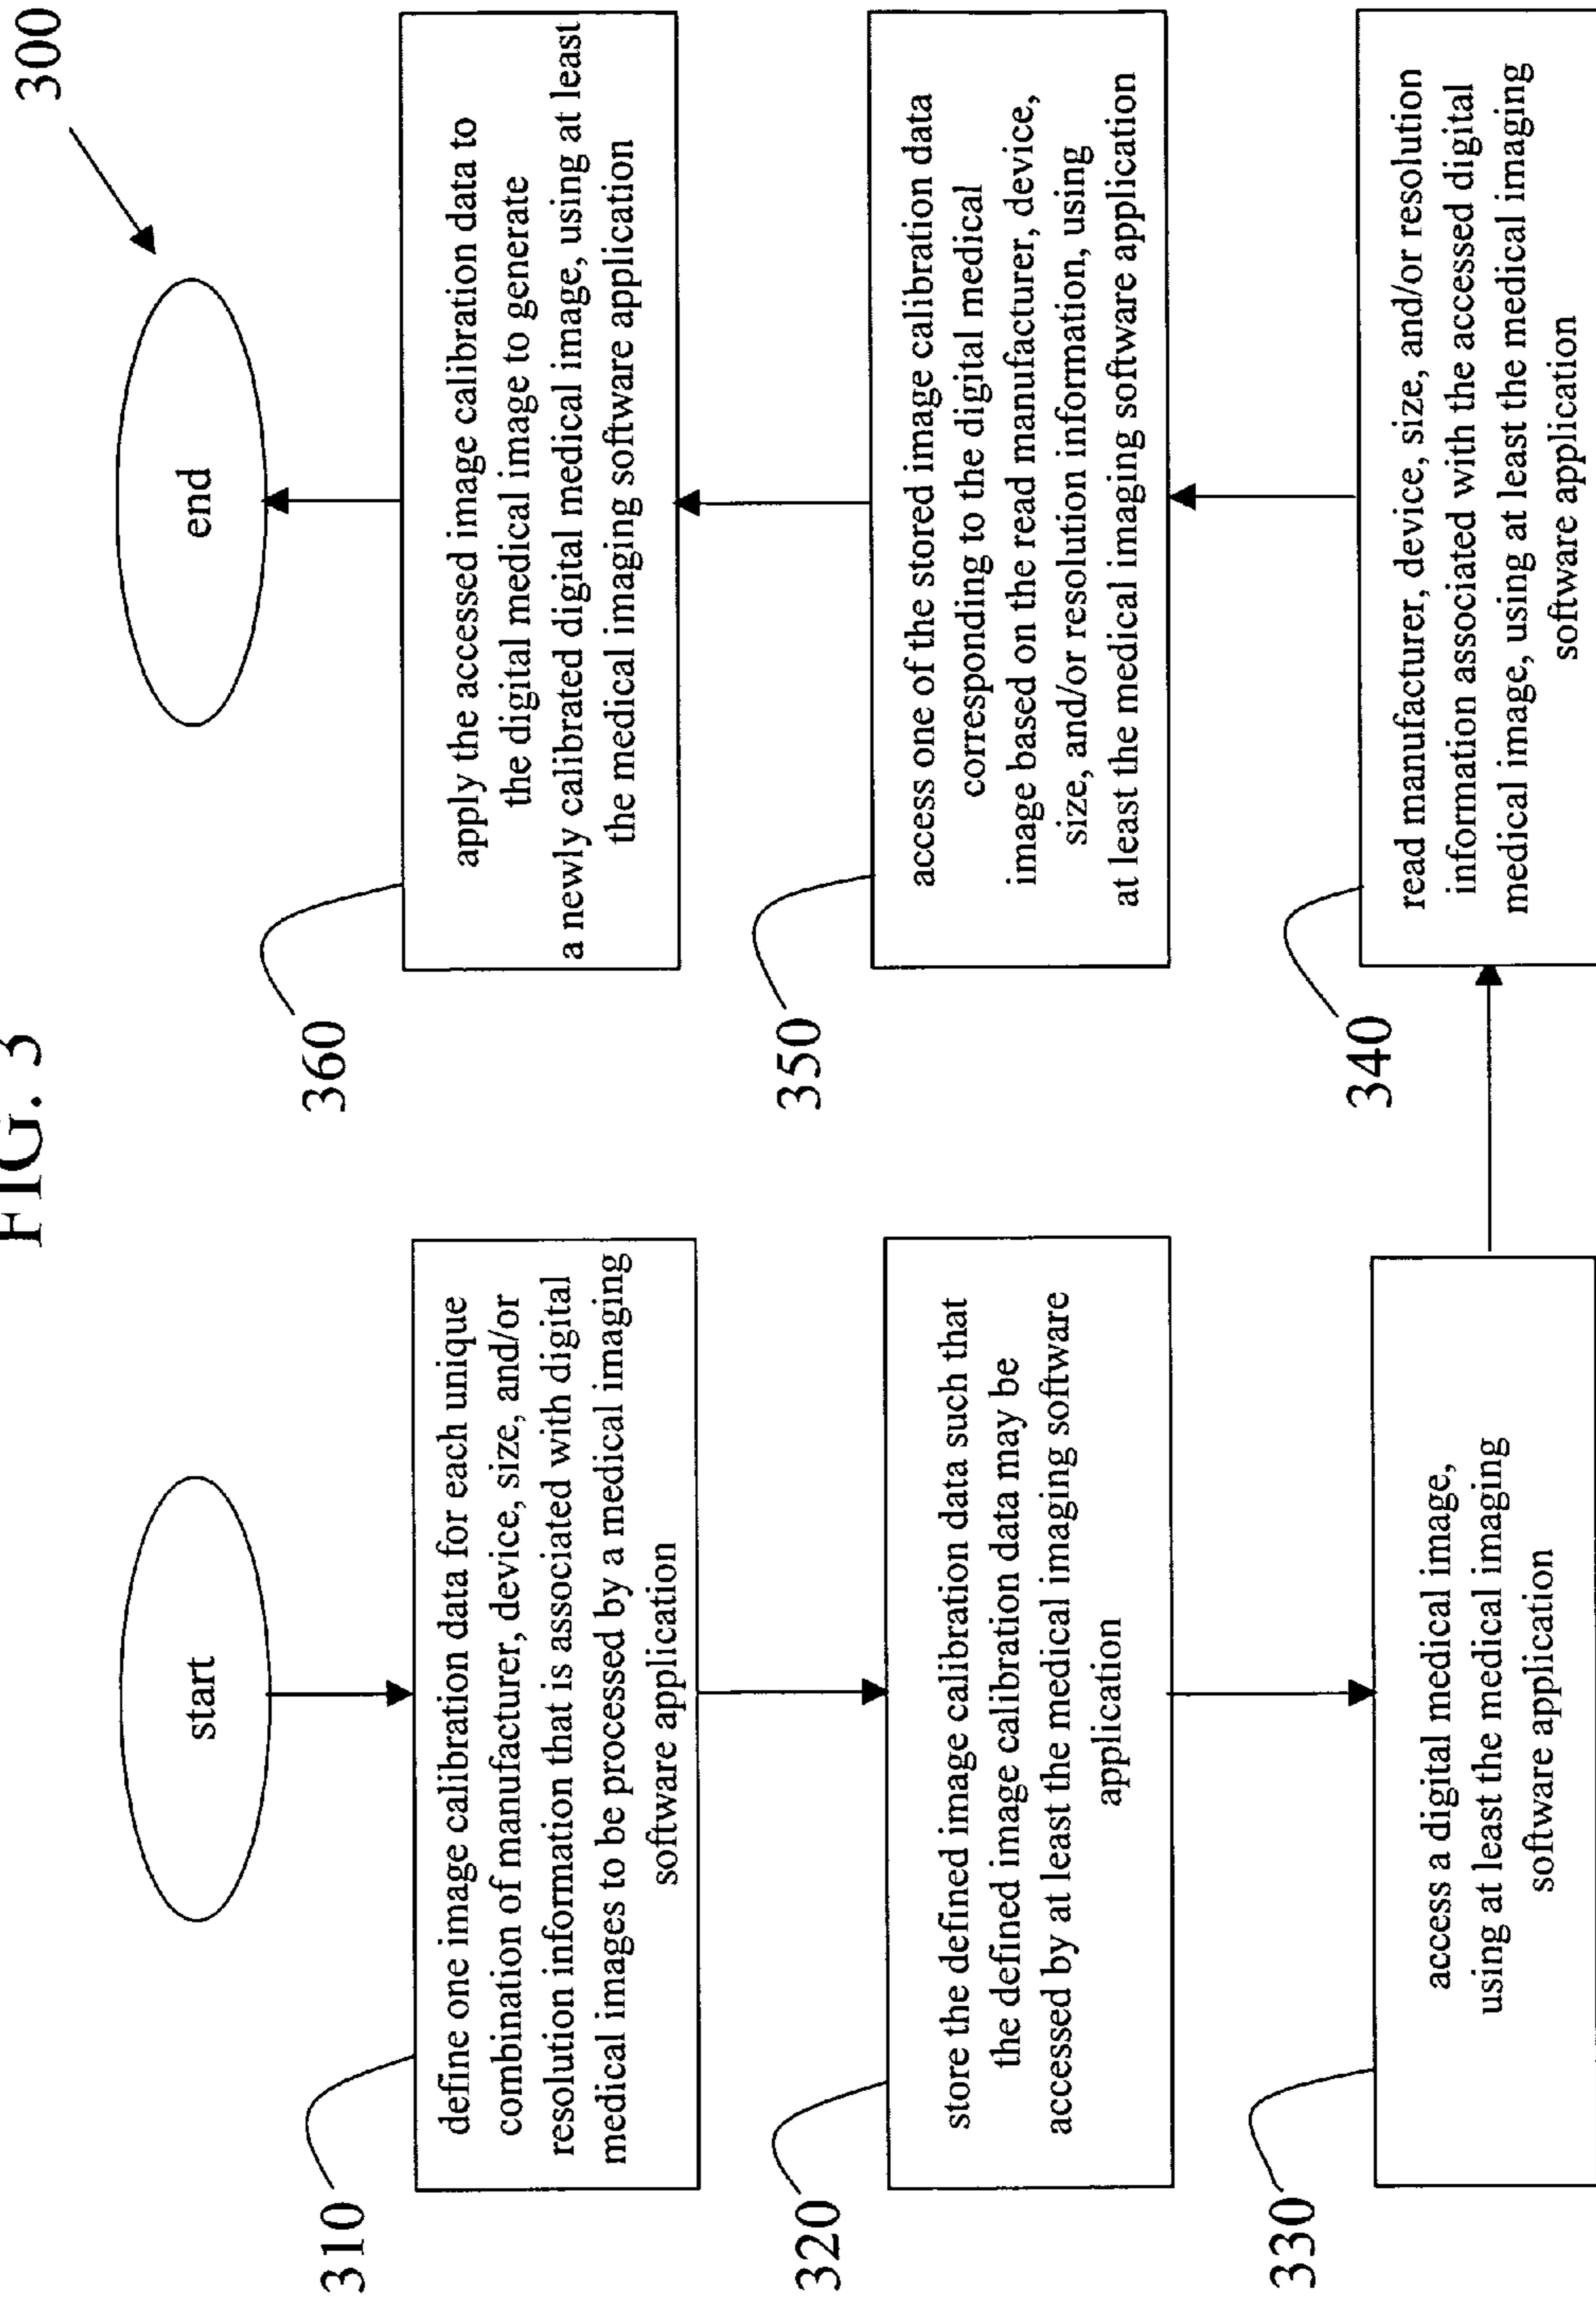 FIG. 3
300
start
310
define one image calibration data for each unique
combination of manufacturer, device, size, and/or
resolution information that is associated with digital
medical images to be processed by a medical imaging
software application
320
store the defined image calibration data such that
the defined image calibration data may be
accessed by at least the medical imaging software
application
330
access a digital medical image,
using at least the medical imaging
software application
340
read manufacturer, device, size, and/or resolution
information associated with the accessed digital
medical image, using at least the medical imaging
software application
350
access one of the stored image calibration data
corresponding to the digital medical
image based on the read manufacturer, device,
size, and/or resolution information, using
at least the medical imaging software application
360
apply the accessed image calibration data to
the digital medical image to generate
a newly calibrated digital medical image, using at least
the medical imaging software application
end